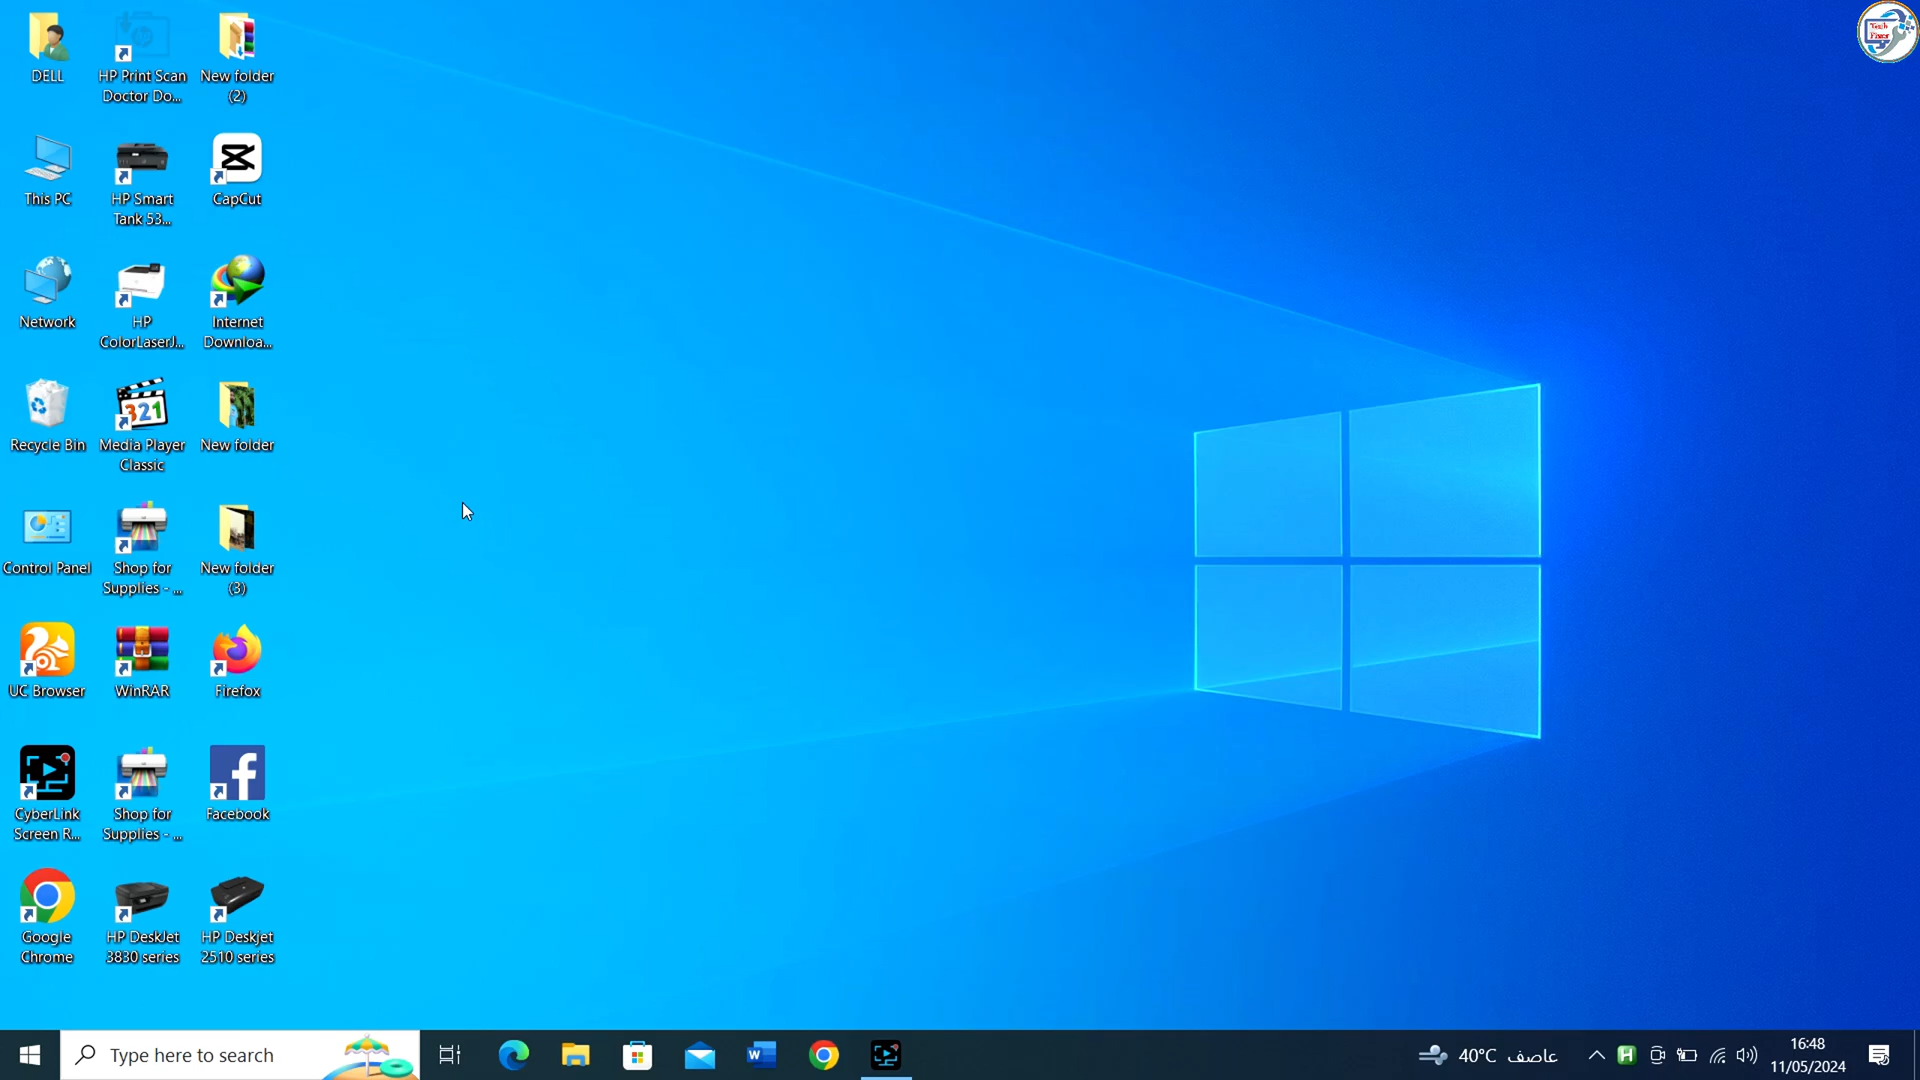 DELL
HP Print Scan
Doctor Do...
New folder
(2)
This PC
HP Smart
Tank 53...
CapCut
Network
HP
ColorLaserJ...
Internet
Downloa...
Recycle Bin
321
Media Player
Classic
New folder
Control Panel
Shop for
Supplies - ...
New folder
(3)
UC Browser
WinRAR
Firefox
CyberLink
Screen R...
Shop for
Supplies - ...
Facebook
Google
Chrome
HP DeskJet
3830 series
HP Deskjet
2510 series
Tech
Fixer
Type here to search
40°C عاصف
16:48
11/05/2024